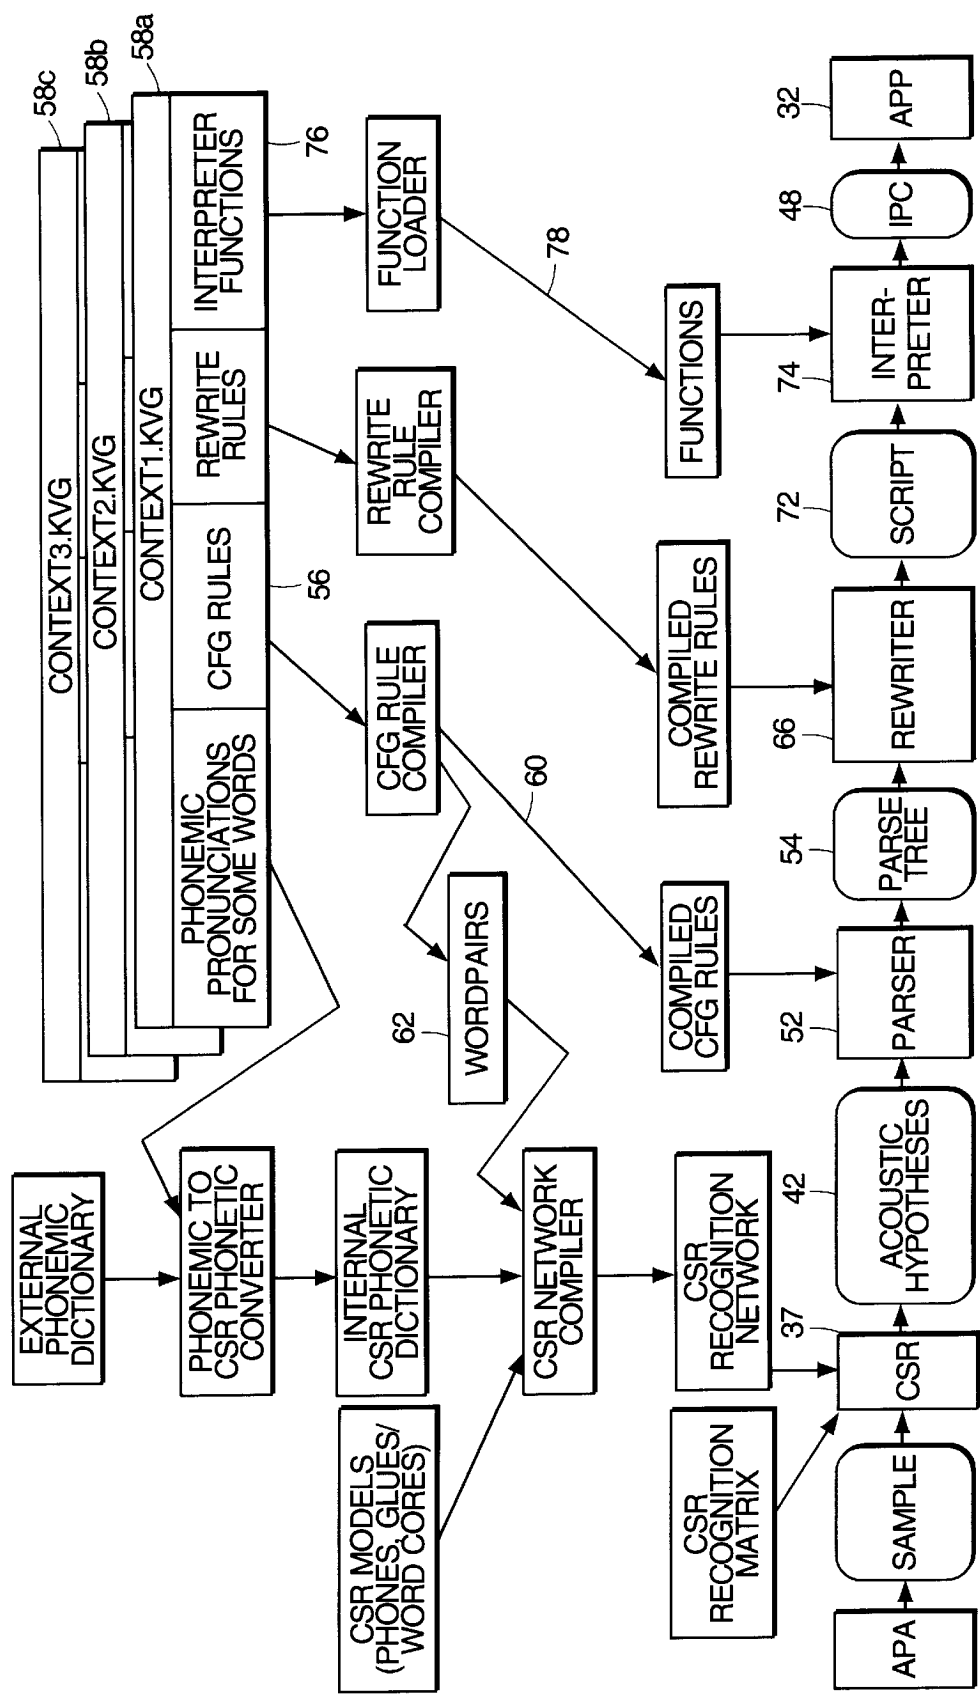 58c
CONTEXT3.KVG
58b
CONTEXT2.KVG
58a
CONTEXT1.KVG
PHONEMIC
PRONUNCIATIONS
FOR SOME WORDS
CFG RULES
REWRITE
RULES
INTERPRETER
FUNCTIONS
56
76
EXTERNAL
PHONEMIC
DICTIONARY
PHONEMIC TO
CSR PHONETIC
CONVERTER
CFG RULE
COMPILER
REWRITE
RULE
COMPILER
FUNCTION
LOADER
CSR MODELS
(PHONES, GLUES/
WORD CORES)
INTERNAL
CSR PHONETIC
DICTIONARY
62
WORDPAIRS
60
78
CSR NETWORK
COMPILER
CSR
RECOGNITION
MATRIX
CSR
RECOGNITION
NETWORK
COMPILED
CFG RULES
COMPILED
REWRITE RULES
FUNCTIONS
37
42
52
54
66
72
74
48
32
APA
SAMPLE
CSR
ACOUSTIC
HYPOTHESES
PARSER
PARSE
TREE
REWRITER
SCRIPT
INTER-
PRETER
IPC
APP